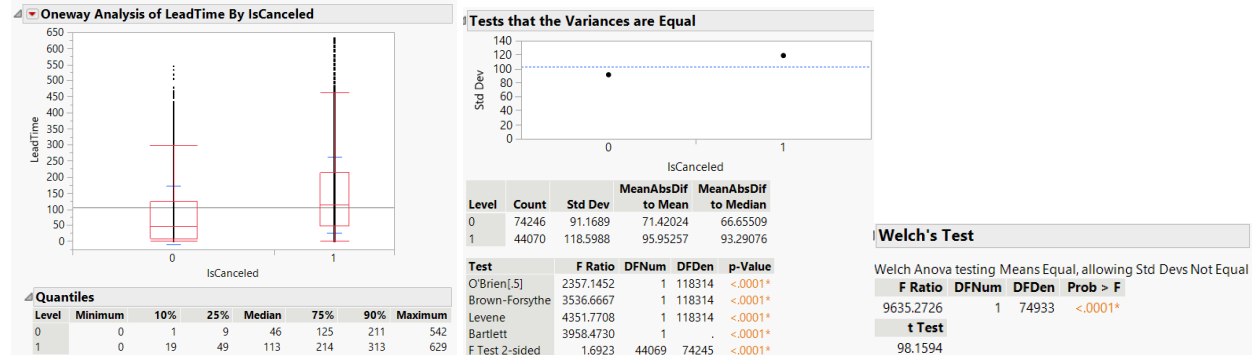 Oneway Analysis of LeadTime By IsCanceled
650
600
550
500
450
400
350
300
250
200
150
100
50
0
LeadTime
0 1
IsCanceled
Quantiles
Level Minimum 10% 25% Median 75% 90% Maximum
0 0 1 9 46 125 211 542
1 0 19 49 113 214 313 629
Tests that the Variances are Equal
140
120
100
80
60
40
20
0
Std Dev
0 1
IsCanceled
MeanAbsDif MeanAbsDif
Level Count Std Dev to Mean to Median
0 74246 91.1689 71.42024 66.65509
1 44070 118.5988 95.95257 93.29076
Test F Ratio DFNum DFDen p-Value
O'Brien[.5] 2357.1452 1 118314 <.0001*
Brown-Forsythe 3536.6667 1 118314 <.0001*
Levene 4351.7708 1 118314 <.0001*
Bartlett 3958.4730 1 . <.0001*
F Test 2-sided 1.6923 44069 74245 <.0001*
Welch's Test
Welch Anova testing Means Equal, allowing Std Devs Not Equal
F Ratio DFNum DFDen Prob > F
9635.2726 1 74933 <.0001*
t Test
98.1594